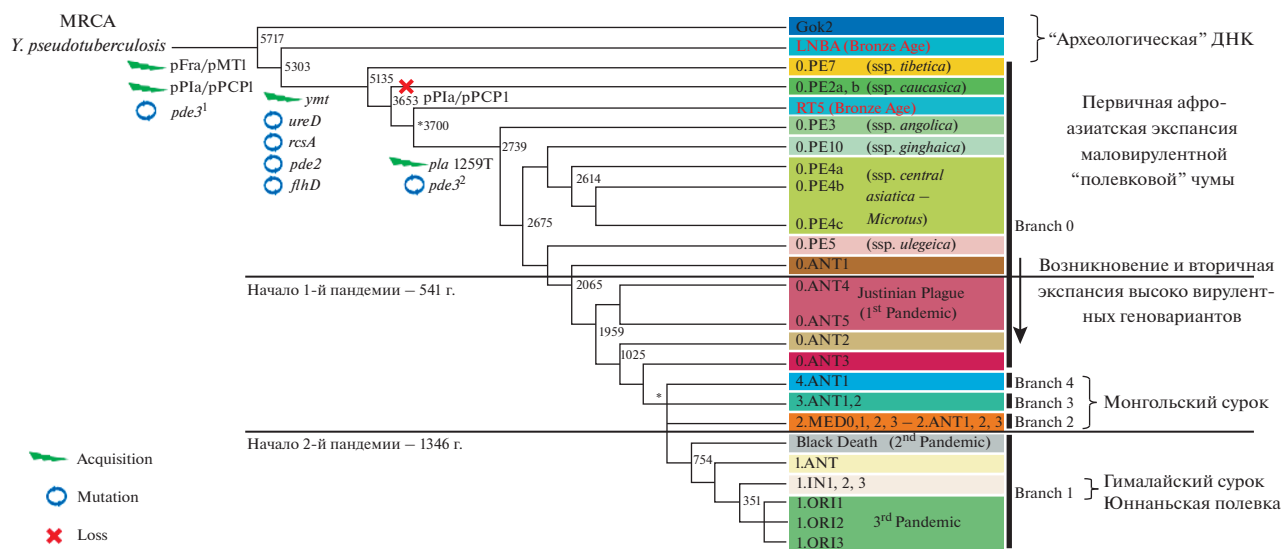 MRCA
Y. pseudotuberculosis
5717
pFra/pMTl
pPIa/pPCPl
pde3¹
5303
ymt
ureD
rcsA
pde2
flhD
5135
3653
pPIa/pPCP1
*3700
2739
pla 1259T
pde3²
2614
2675
2065
1959
1025
*
754
351
Gok2
LNBA (Bronze Age)
0.PE7 (ssp. tibetica)
0.PE2a, b (ssp. caucasica)
RT5 (Bronze Age)
0.PE3 (ssp. angolica)
0.PE10 (ssp. ginghaica)
0.PE4a (ssp. central
0.PE4b asiatica –
0.PE4c Microtus)
0.PE5 (ssp. ulegeica)
0.ANT1
0.ANT4 Justinian Plague
(1st Pandemic)
0.ANT5
0.ANT2
0.ANT3
4.ANT1
3.ANT1,2
2.MED0,1, 2, 3 – 2.ANT1, 2, 3
Black Death (2nd Pandemic)
1.ANT
1.IN1, 2, 3
1.ORI1
1.ORI2 3rd Pandemic
1.ORI3
Начало 1-й пандемии – 541 г.
Начало 2-й пандемии – 1346 г.
Acquisition
Mutation
Loss
“Археологическая” ДНК
Первичная афро-
азиатская экспансия
маловирулентной
“полевковой” чумы
Branch 0
Возникновение и вторичная
экспансия высоко вирулент-
ных геновариантов
Branch 4
Branch 3
Branch 2
Монгольский сурок
Branch 1
Гималайский сурок
Юннаньская полевка